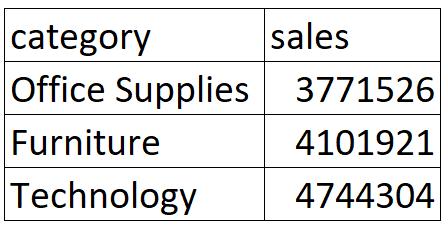 category sales
Office Supplies 3771526
Furniture 4101921
Technology 4744304